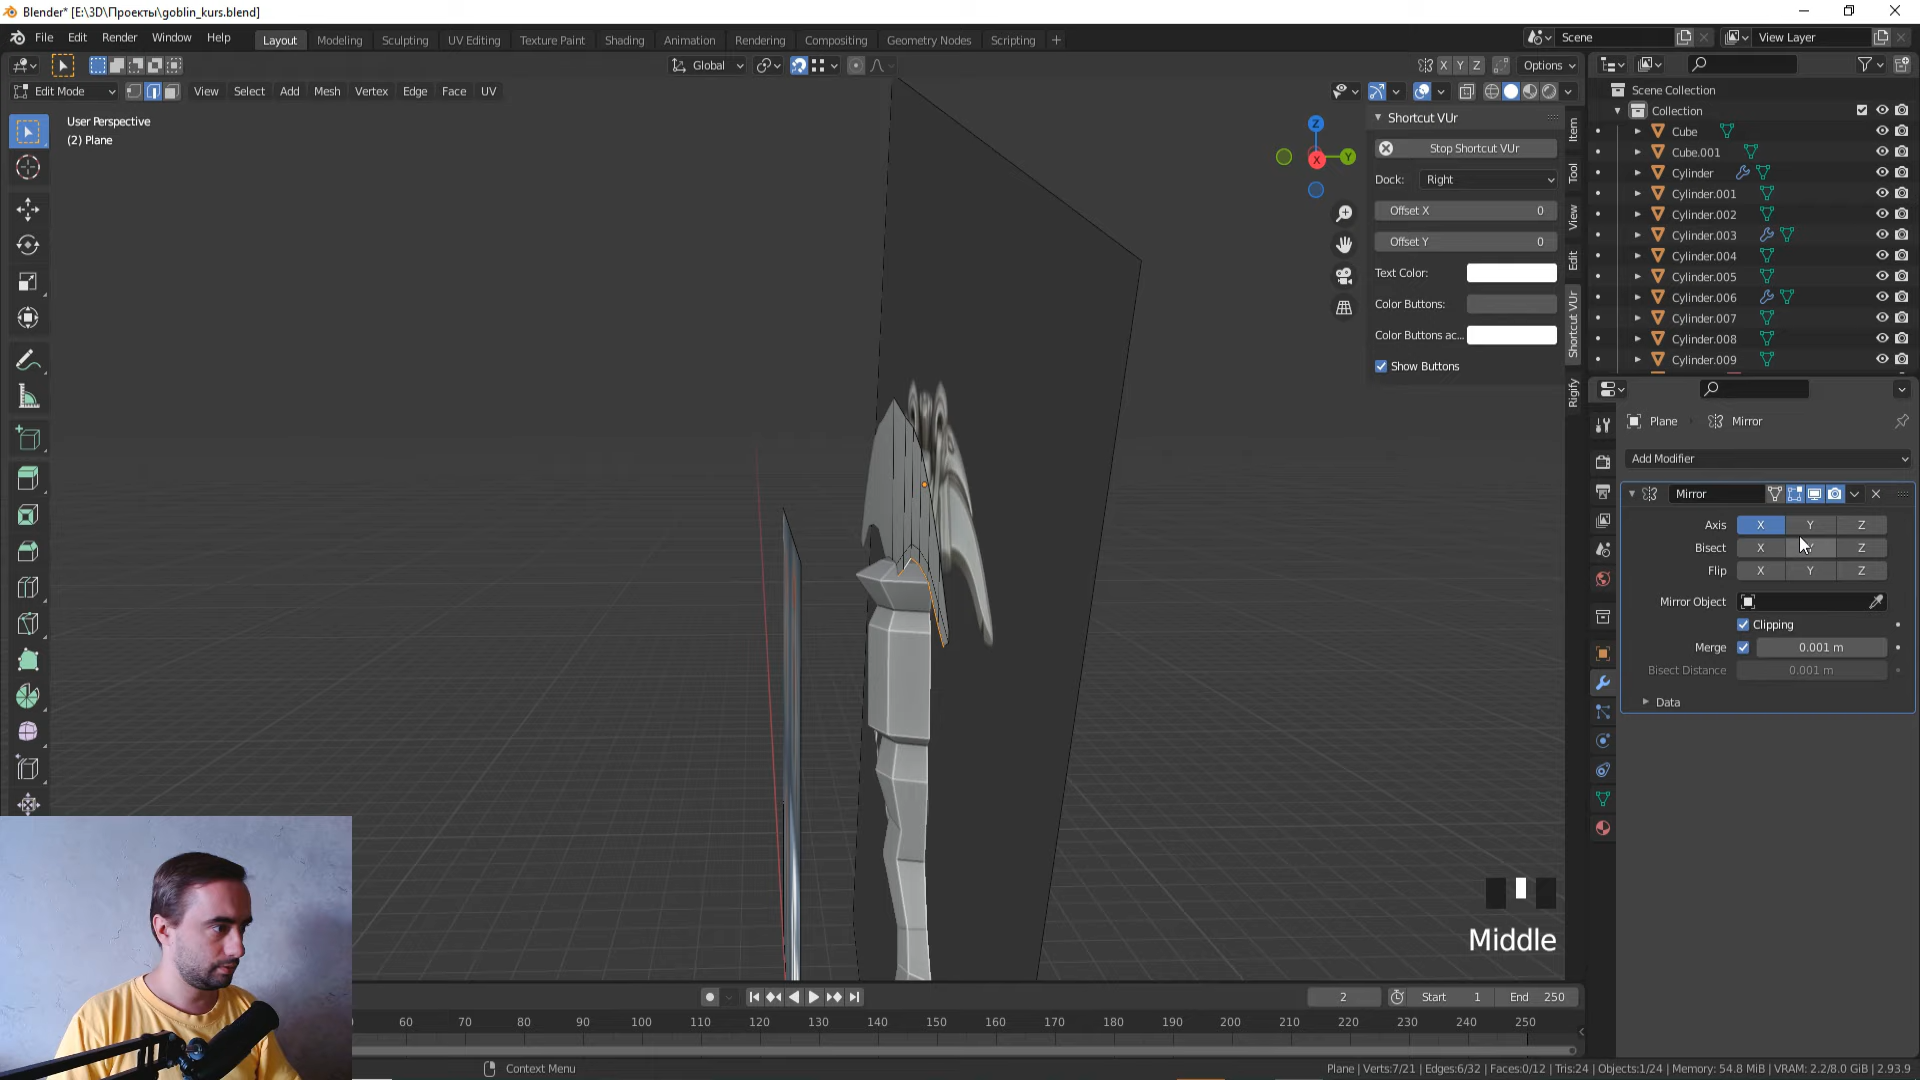 Blender* [E:\3D\Проекты\goblin_kurs.blend]
File Edit Render Window Help
Layout Modeling Sculpting UV Editing Texture Paint Shading Animation Rendering Compositing Geometry Nodes Scripting +
Scene
View Layer
Global
X Y Z
Options
Edit Mode
View Select Add Mesh Vertex Edge Face UV
User Perspective
(2) Plane
Z
Y
X
Shortcut VUr
Stop Shortcut VUr
Dock: Right
Offset X 0
Offset Y 0
Text Color:
Color Buttons:
Color Buttons ac...
Show Buttons
Item
Tool
View
Edit
Shortcut VUr
Rigify
Scene Collection
Collection
Cube
Cube.001
Cylinder
Cylinder.001
Cylinder.002
Cylinder.003
Cylinder.004
Cylinder.005
Cylinder.006
Cylinder.007
Cylinder.008
Cylinder.009
Plane
Mirror
Add Modifier
Mirror
Axis X Y Z
Bisect X Y Z
Flip X Y Z
Mirror Object
Clipping
Merge 0.001 m
Bisect Distance 0.001 m
Data
Middle
2 Start 1 End 250
60 70 80 90 100 110 120 130 140 150 160 170 180 190 200 210 220 230 240 250
Context Menu
Plane | Verts:7/21 | Edges:6/32 | Faces:0/12 | Tris:24 | Objects:1/24 | Memory: 54.8 MiB | VRAM: 2.2/8.0 GiB | 2.93.9